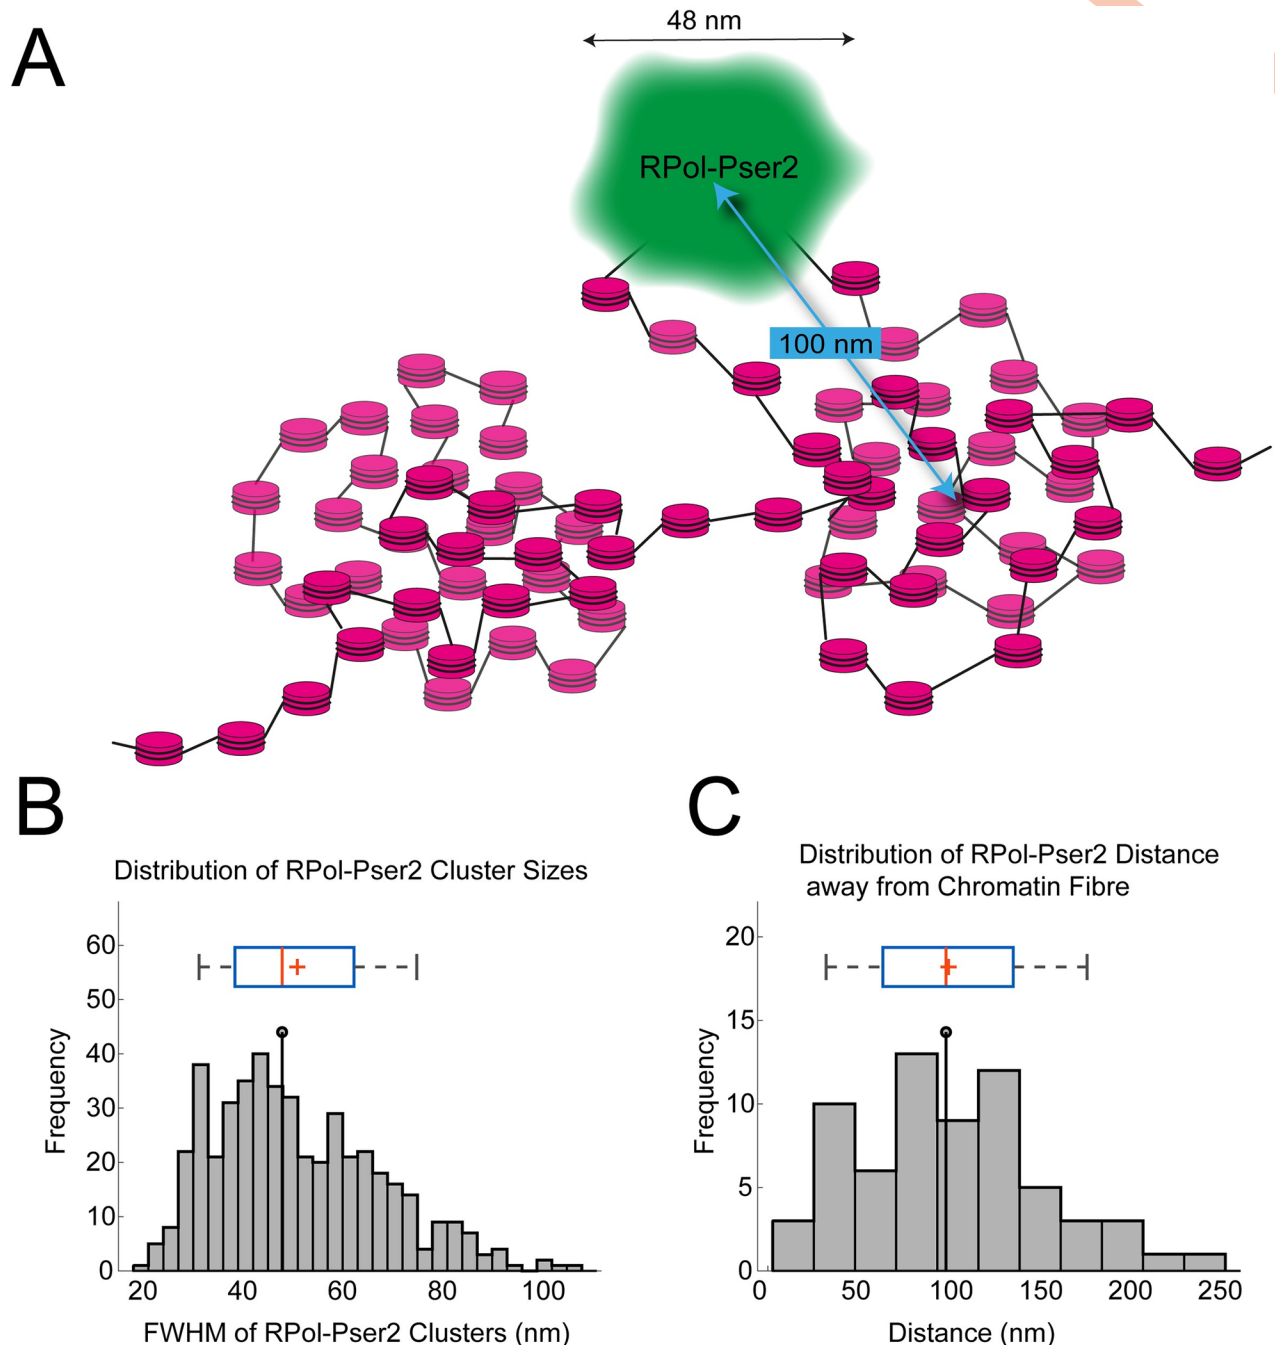 A
48 nm
RPol-Pser2
100 nm
B
Distribution of RPol-Pser2 Cluster Sizes
60
50
40
30
20
10
0
Frequency
20 40 60 80 100
FWHM of RPol-Pser2 Clusters (nm)
C
Distribution of RPol-Pser2 Distance
away from Chromatin Fibre
20
15
10
5
0
Frequency
0 50 100 150 200 250
Distance (nm)